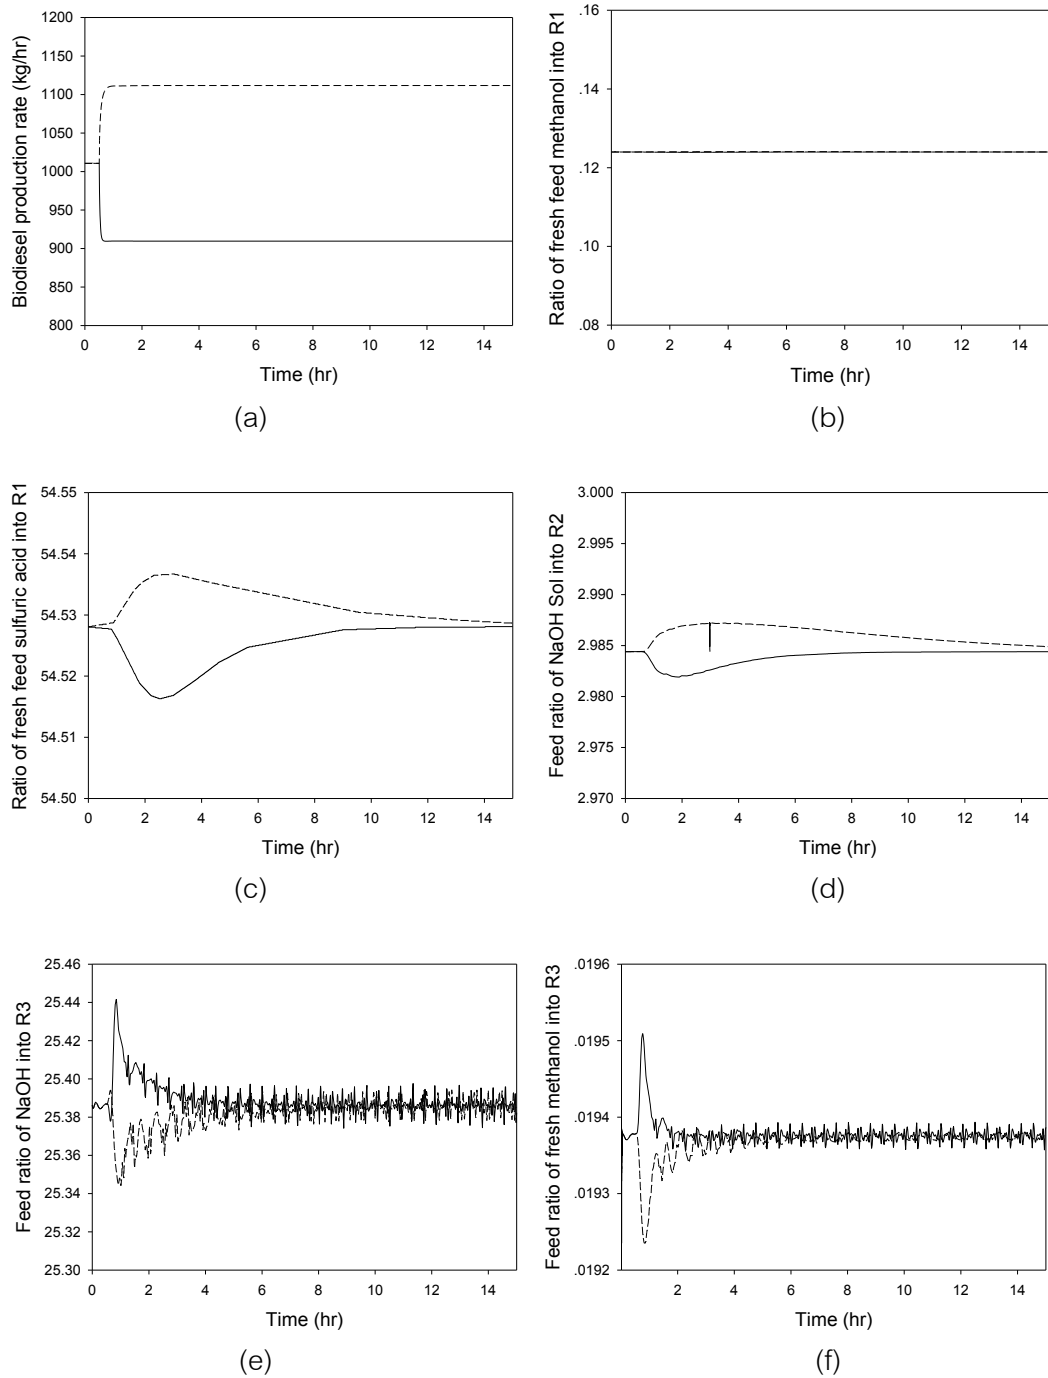 Biodiesel production rate (kg/hr)
1200
1150
1100
1050
1000
950
900
850
800
0 2 4 6 8 10 12 14
Time (hr)
(a)
Ratio of fresh feed methanol into R1
.16
.14
.12
.10
.08
0 2 4 6 8 10 12 14
Time (hr)
(b)
Ratio of fresh feed sulfuric acid into R1
54.55
54.54
54.53
54.52
54.51
54.50
0 2 4 6 8 10 12 14
Time (hr)
(c)
Feed ratio of NaOH Sol into R2
3.000
2.995
2.990
2.985
2.980
2.975
2.970
0 2 4 6 8 10 12 14
Time (hr)
(d)
Feed ratio of NaOH into R3
25.46
25.44
25.42
25.40
25.38
25.36
25.34
25.32
25.30
0 2 4 6 8 10 12 14
Time (hr)
(e)
Feed ratio of fresh methanol into R3
.0196
.0195
.0194
.0193
.0192
0 2 4 6 8 10 12 14
Time (hr)
(f)